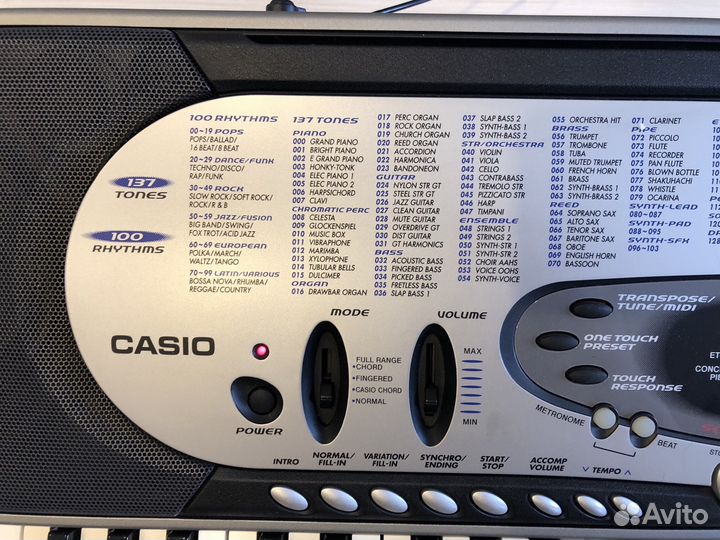 137
TONES
100
RHYTHMS
100 RHYTHMS
00~19 POPS
POPS/BALLAD/
16 BEAT/8 BEAT
20~29 DANCE/FUNK
TECHNO/DISCO/
RAP/FUNK
30~49 ROCK
SLOW ROCK/SOFT ROCK/
ROCK/R & B
50~59 JAZZ/FUSION
BIG BAND/SWING/
FOX TROT/ACID JAZZ
60~69 EUROPEAN
POLKA/MARCH/
WALTZ/TANGO
70~99 LATIN/VARIOUS
BOSSA NOVA/RHUMBA/
REGGAE/COUNTRY
137 TONES
PIANO
000 GRAND PIANO
001 BRIGHT PIANO
002 E GRAND PIANO
003 HONKY-TONK
004 ELEC PIANO 1
005 ELEC PIANO 2
006 HARPSICHORD
007 CLAVI
CHROMATIC PERC
008 CELESTA
009 GLOCKENSPIEL
010 MUSIC BOX
011 VIBRAPHONE
012 MARIMBA
013 XYLOPHONE
014 TUBULAR BELLS
015 DULCIMER
ORGAN
016 DRAWBAR ORGAN
017 PERC ORGAN
018 ROCK ORGAN
019 CHURCH ORGAN
020 REED ORGAN
021 ACCORDION
022 HARMONICA
023 BANDONEON
GUITAR
024 NYLON STR GT
025 STEEL STR GT
026 JAZZ GUITAR
027 CLEAN GUITAR
028 MUTE GUITAR
029 OVERDRIVE GT
030 DIST GUITAR
031 GT HARMONICS
BASS
032 ACOUSTIC BASS
033 FINGERED BASS
034 PICKED BASS
035 FRETLESS BASS
036 SLAP BASS 1
037 SLAP BASS 2
038 SYNTH-BASS 1
039 SYNTH-BASS 2
STR/ORCHESTRA
040 VIOLIN
041 VIOLA
042 CELLO
043 CONTRABASS
044 TREMOLO STR
045 PIZZICATO STR
046 HARP
047 TIMPANI
ENSEMBLE
048 STRINGS 1
049 STRINGS 2
050 SYNTH-STR 1
051 SYNTH-STR 2
052 CHOIR AAHS
053 VOICE OOHS
054 SYNTH-VOICE
055 ORCHESTRA HIT
BRASS
056 TRUMPET
057 TROMBONE
058 TUBA
059 MUTED TRUMPET
060 FRENCH HORN
061 BRASS
062 SYNTH-BRASS 1
063 SYNTH-BRASS 2
REED
064 SOPRANO SAX
065 ALTO SAX
066 TENOR SAX
067 BARITONE SAX
068 OBOE
069 ENGLISH HORN
070 BASSOON
071 CLARINET
PIPE
072 PICCOLO
073 FLUTE
074 RECORDER
075 PAN FLUTE
076 BLOWN BOTTLE
077 SHAKUHACHI
078 WHISTLE
079 OCARINA
SYNTH-LEAD
080~087
SYNTH-PAD
088~095
SYNTH-SFX
096~103
CASIO
POWER
MODE
FULL RANGE
CHORD
FINGERED
CASIO CHORD
NORMAL
VOLUME
MAX
MIN
TRANSPOSE/
TUNE/MIDI
ONE TOUCH
PRESET
TOUCH
RESPONSE
METRONOME
BEAT
INTRO
NORMAL/
FILL-IN
VARIATION/
FILL-IN
SYNCHRO/
ENDING
START/
STOP
ACCOMP
VOLUME
TEMPO
Avito